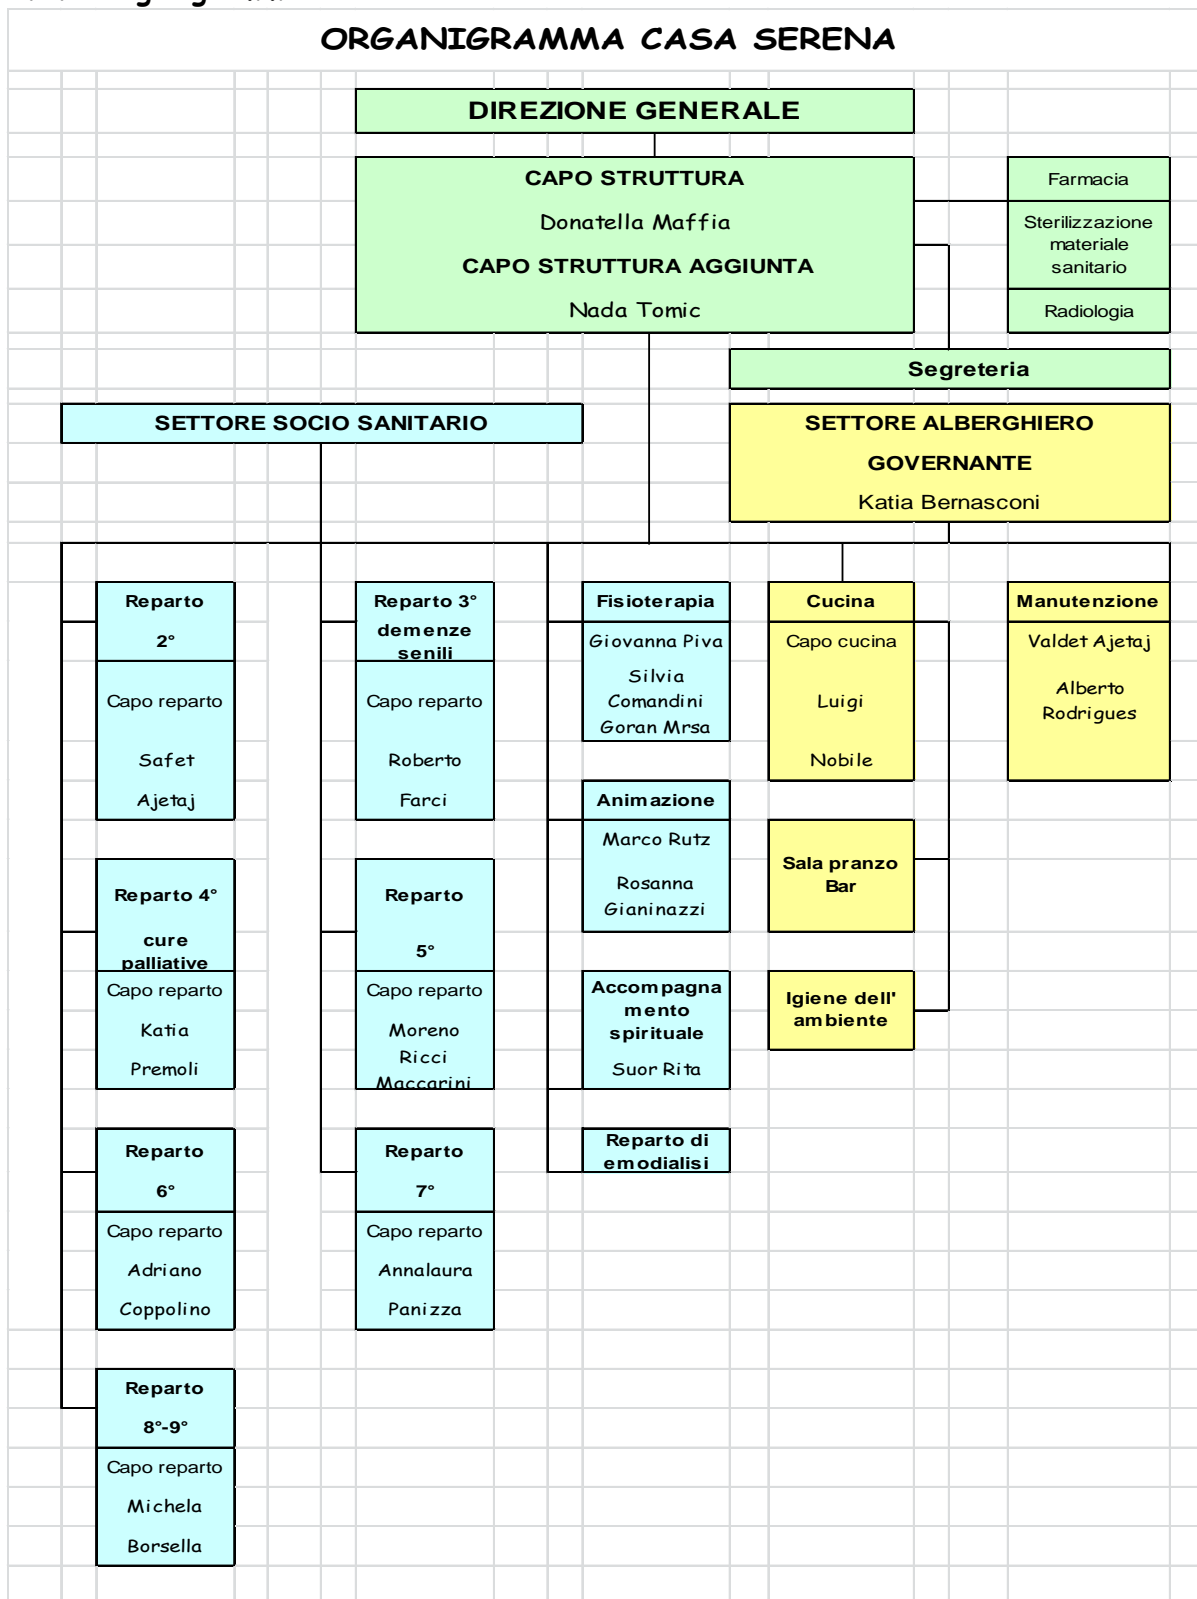 ORGANIGRAMMA CASA SERENA
DIREZIONE GENERALE
CAPO STRUTTURA
Donatella Maffia
CAPO STRUTTURA AGGIUNTA
Nada Tomic
Farmacia
Sterilizzazione
materiale
sanitario
Radiologia
Segreteria
SETTORE SOCIO SANITARIO
SETTORE ALBERGHIERO
GOVERNANTE
Katia Bernasconi
Reparto
2°
Capo reparto
Safet
Ajetaj
Reparto 3°
demenze
senili
Capo reparto
Roberto
Farci
Fisioterapia
Giovanna Piva
Silvia
Comandini
Goran Mrsa
Cucina
Capo cucina
Luigi
Nobile
Manutenzione
Valdet Ajetaj
Alberto
Rodrigues
Animazione
Marco Rutz
Rosanna
Gianinazzi
Sala pranzo
Bar
Reparto 4°
cure
palliative
Capo reparto
Katia
Premoli
Reparto
5°
Capo reparto
Moreno
Ricci
Maccarini
Accompagna
mento
spirituale
Suor Rita
Igiene dell'
ambiente
Reparto
6°
Capo reparto
Adriano
Coppolino
Reparto
7°
Capo reparto
Annalaura
Panizza
Reparto di
emodialisi
Reparto
8°-9°
Capo reparto
Michela
Borsella